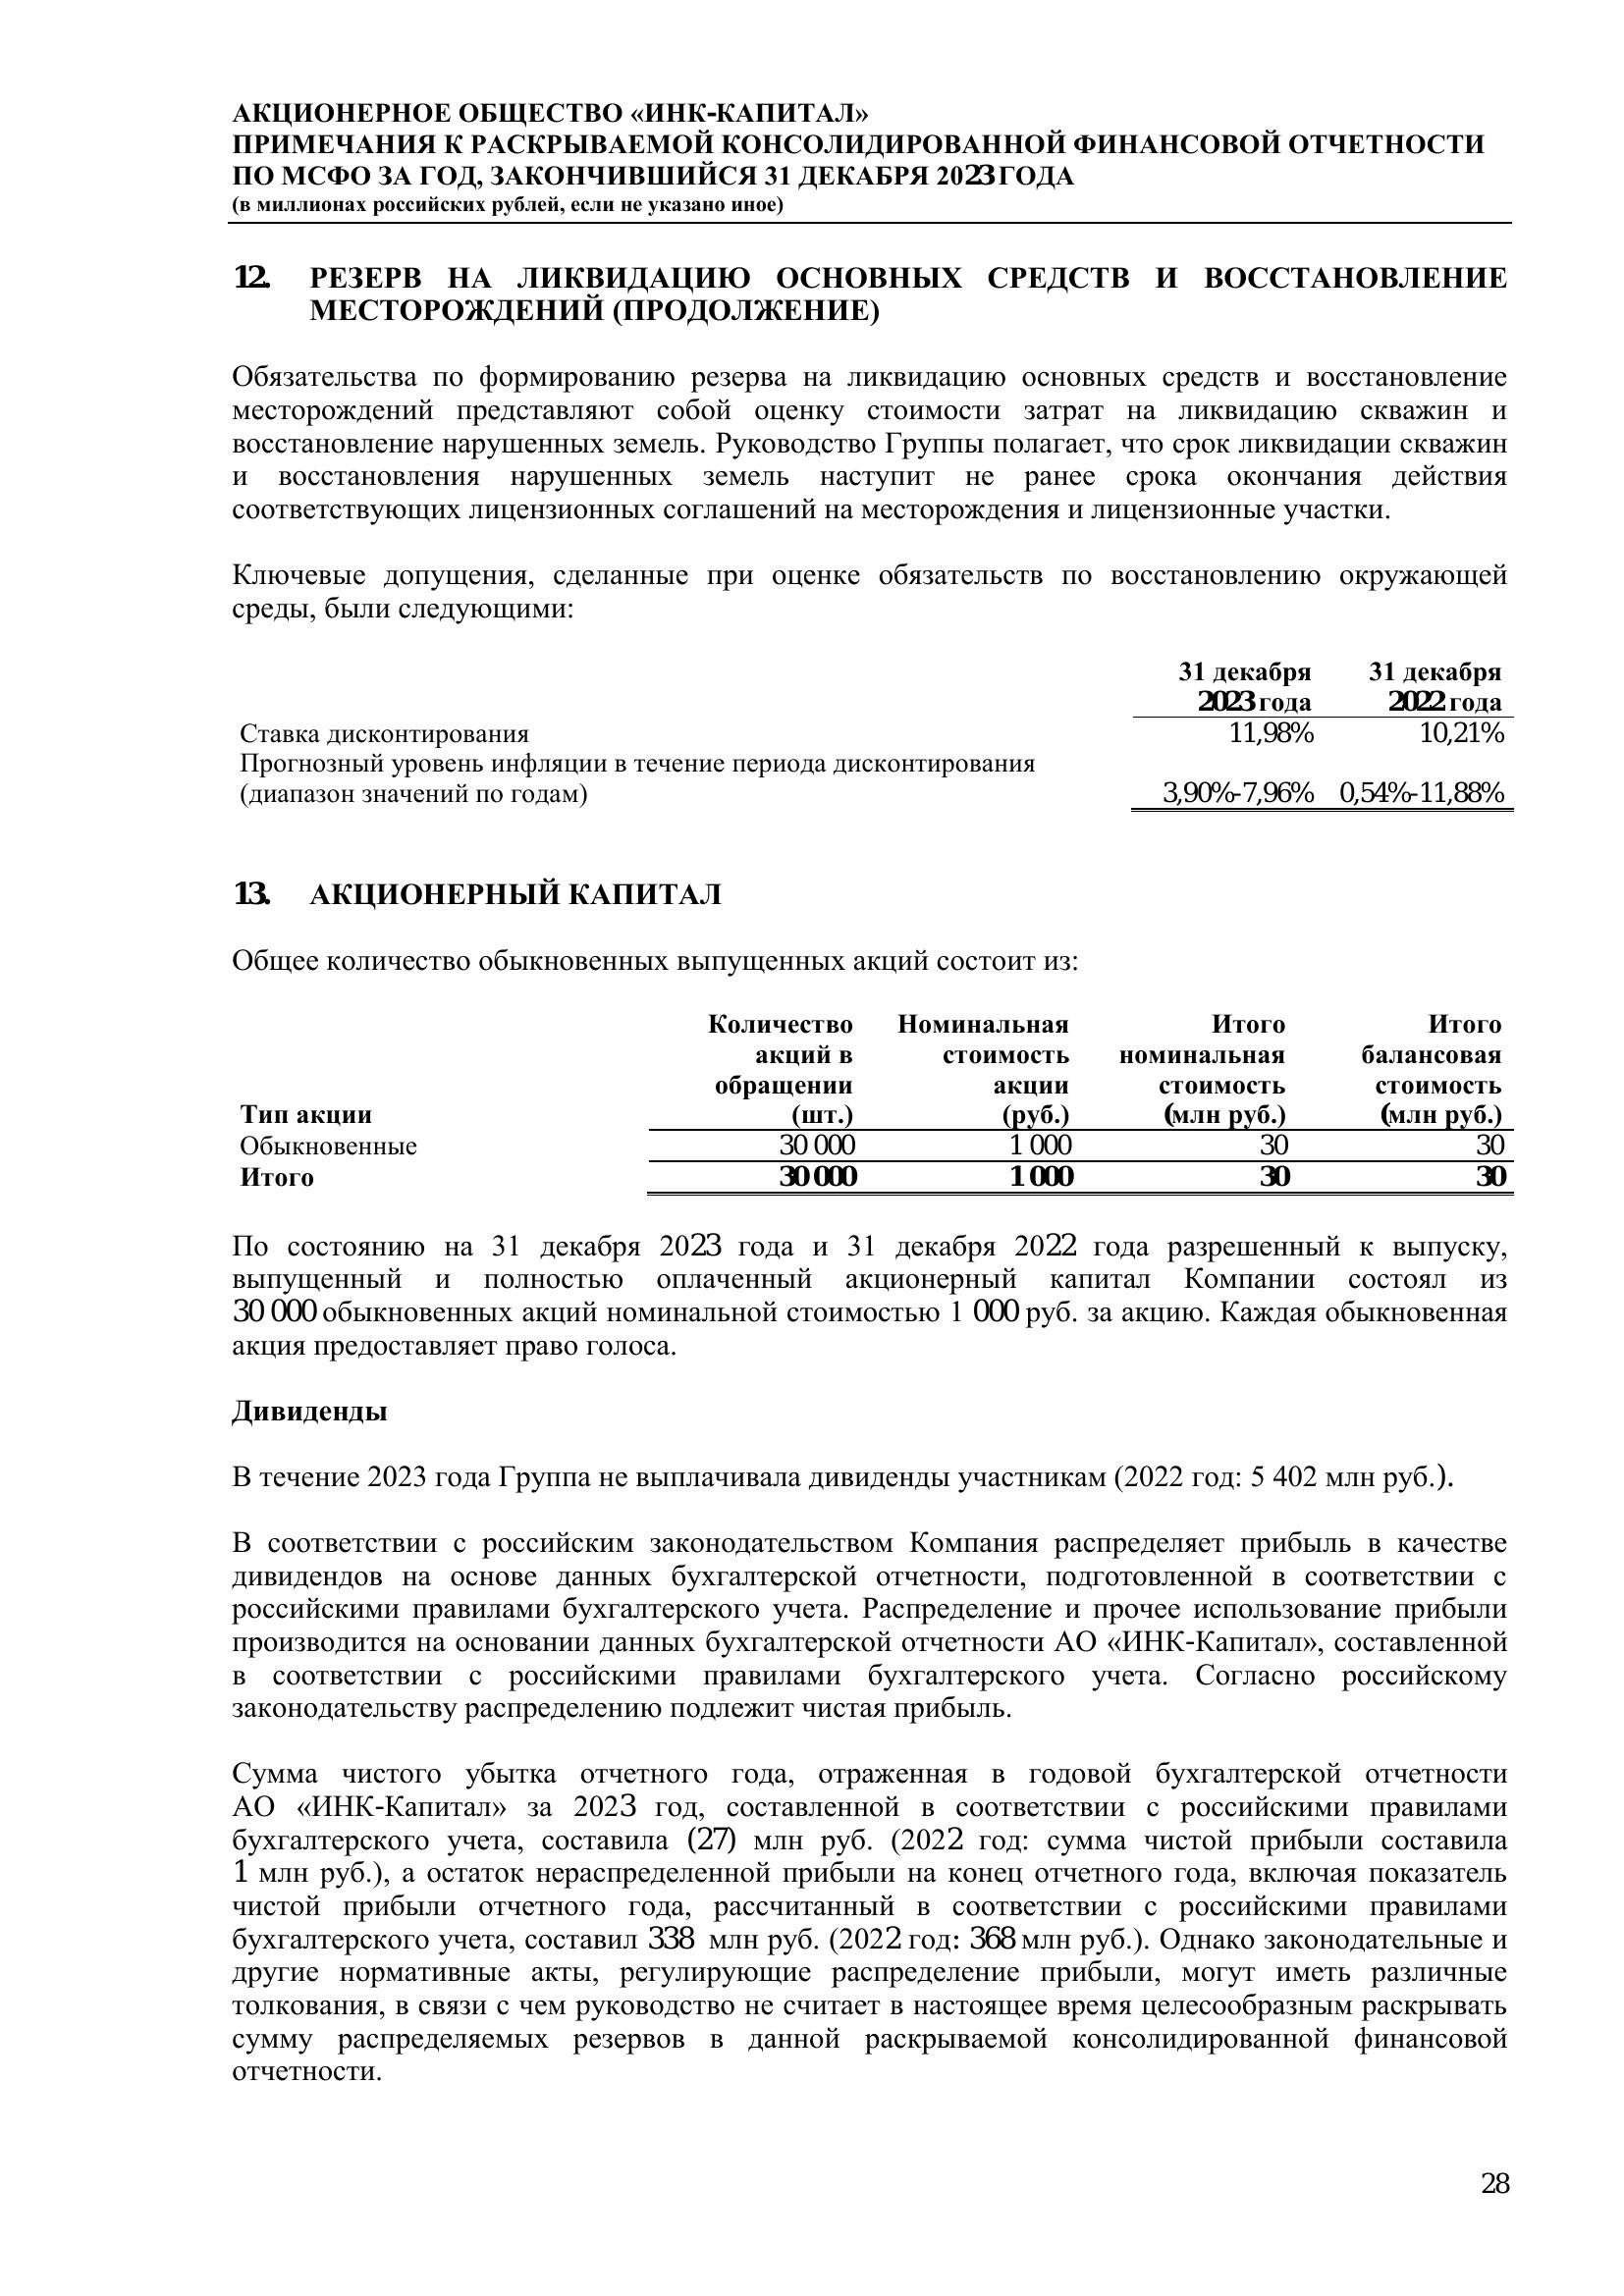 АКЦИОНЕРНОЕ ОБЩЕСТВО «ИНК-КАПИТАЛ»
ПРИМЕЧАНИЯ К РАСКРЫВАЕМОЙ КОНСОЛИДИРОВАННОЙ ФИНАНСОВОЙ ОТЧЕТНОСТИ
ПО МСФО ЗА ГОД, ЗАКОНЧИВШИЙСЯ 31 ДЕКАБРЯ 2023 ГОДА
(в миллионах российских рублей, если не указано иное)
12. РЕЗЕРВ НА ЛИКВИДАЦИЮ ОСНОВНЫХ СРЕДСТВ И ВОССТАНОВЛЕНИЕ
МЕСТОРОЖДЕНИЙ (ПРОДОЛЖЕНИЕ)
Обязательства по формированию резерва на ликвидацию основных средств и восстановление
месторождений представляют собой оценку стоимости затрат на ликвидацию скважин и
восстановление нарушенных земель. Руководство Группы полагает, что срок ликвидации скважин
и восстановления нарушенных земель наступит не ранее срока окончания действия
соответствующих лицензионных соглашений на месторождения и лицензионные участки.
Ключевые допущения, сделанные при оценке обязательств по восстановлению окружающей
среды, были следующими:
31 декабря 31 декабря
2023 года 2022 года
Ставка дисконтирования 11,98% 10,21%
Прогнозный уровень инфляции в течение периода дисконтирования
(диапазон значений по годам) 3,90%-7,96% 0,54%-11,88%
13. АКЦИОНЕРНЫЙ КАПИТАЛ
Общее количество обыкновенных выпущенных акций состоит из:
Количество Номинальная Итого Итого
акций в стоимость номинальная балансовая
обращении акции стоимость стоимость
Тип акции (шт.) (руб.) (млн руб.) (млн руб.)
Обыкновенные 30 000 1 000 30 30
Итого 30 000 1 000 30 30
По состоянию на 31 декабря 2023 года и 31 декабря 2022 года разрешенный к выпуску,
выпущенный и полностью оплаченный акционерный капитал Компании состоял из
30 000 обыкновенных акций номинальной стоимостью 1 000 руб. за акцию. Каждая обыкновенная
акция предоставляет право голоса.
Дивиденды
В течение 2023 года Группа не выплачивала дивиденды участникам (2022 год: 5 402 млн руб.).
В соответствии с российским законодательством Компания распределяет прибыль в качестве
дивидендов на основе данных бухгалтерской отчетности, подготовленной в соответствии с
российскими правилами бухгалтерского учета. Распределение и прочее использование прибыли
производится на основании данных бухгалтерской отчетности АО «ИНК-Капитал», составленной
в соответствии с российскими правилами бухгалтерского учета. Согласно российскому
законодательству распределению подлежит чистая прибыль.
Сумма чистого убытка отчетного года, отраженная в годовой бухгалтерской отчетности
АО «ИНК-Капитал» за 2023 год, составленной в соответствии с российскими правилами
бухгалтерского учета, составила (27) млн руб. (2022 год: сумма чистой прибыли составила
1 млн руб.), а остаток нераспределенной прибыли на конец отчетного года, включая показатель
чистой прибыли отчетного года, рассчитанный в соответствии с российскими правилами
бухгалтерского учета, составил 338 млн руб. (2022 год: 368 млн руб.). Однако законодательные и
другие нормативные акты, регулирующие распределение прибыли, могут иметь различные
толкования, в связи с чем руководство не считает в настоящее время целесообразным раскрывать
сумму распределяемых резервов в данной раскрываемой консолидированной финансовой
отчетности.
28